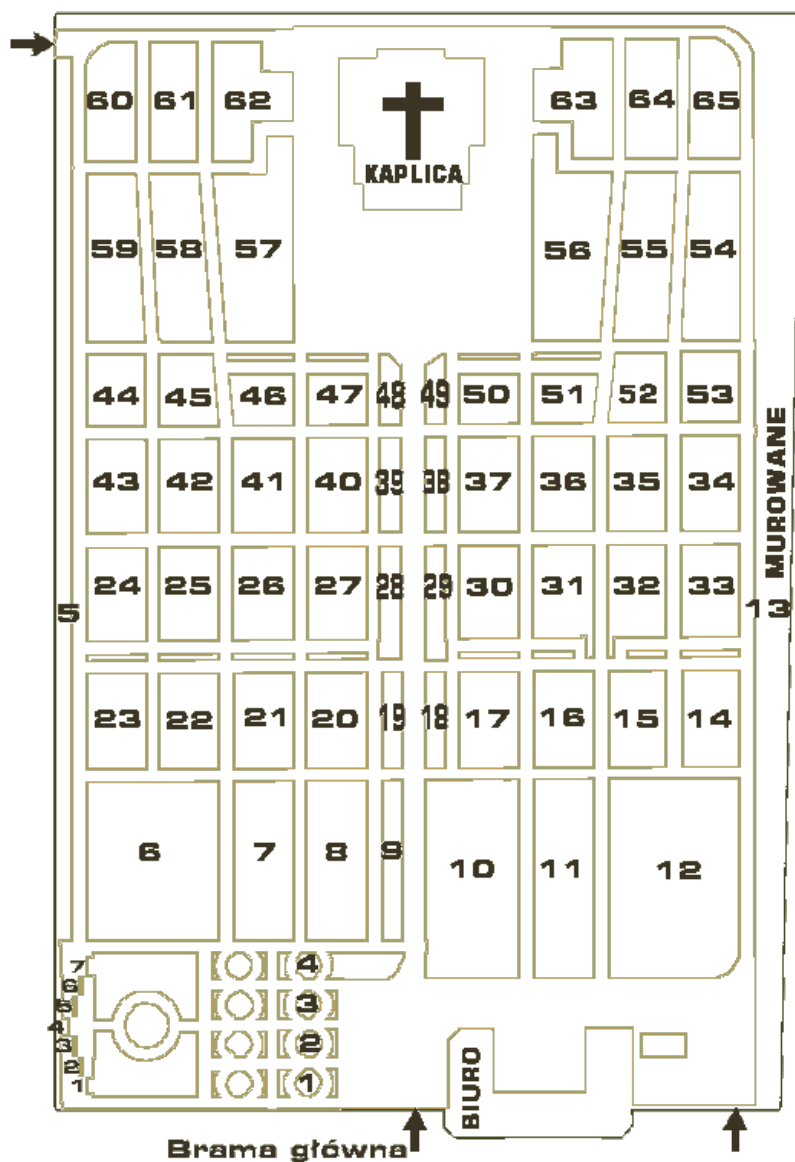 60 61 62 63 64 65
KAPLICA
59 58 57 56 55 54
44 45 46 47 48 49 50 51 52 53
43 42 41 40 39 38 37 36 35 34
MUROWANE
24 25 26 27 28 29 30 31 32 33
5 13
23 22 21 20 19 18 17 16 15 14
6 7 8 9 10 11 12
7 4
6
5 3
4
3 2
2
1 1
BIURO
Brama główna